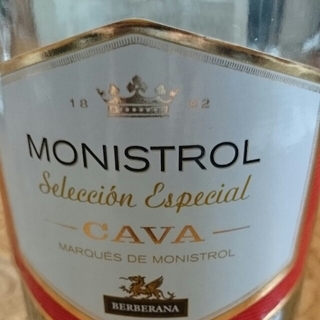 18 82
MONISTROL
Selección Especial
CAVA
MARQUÉS DE MONISTROL
BERBERANA